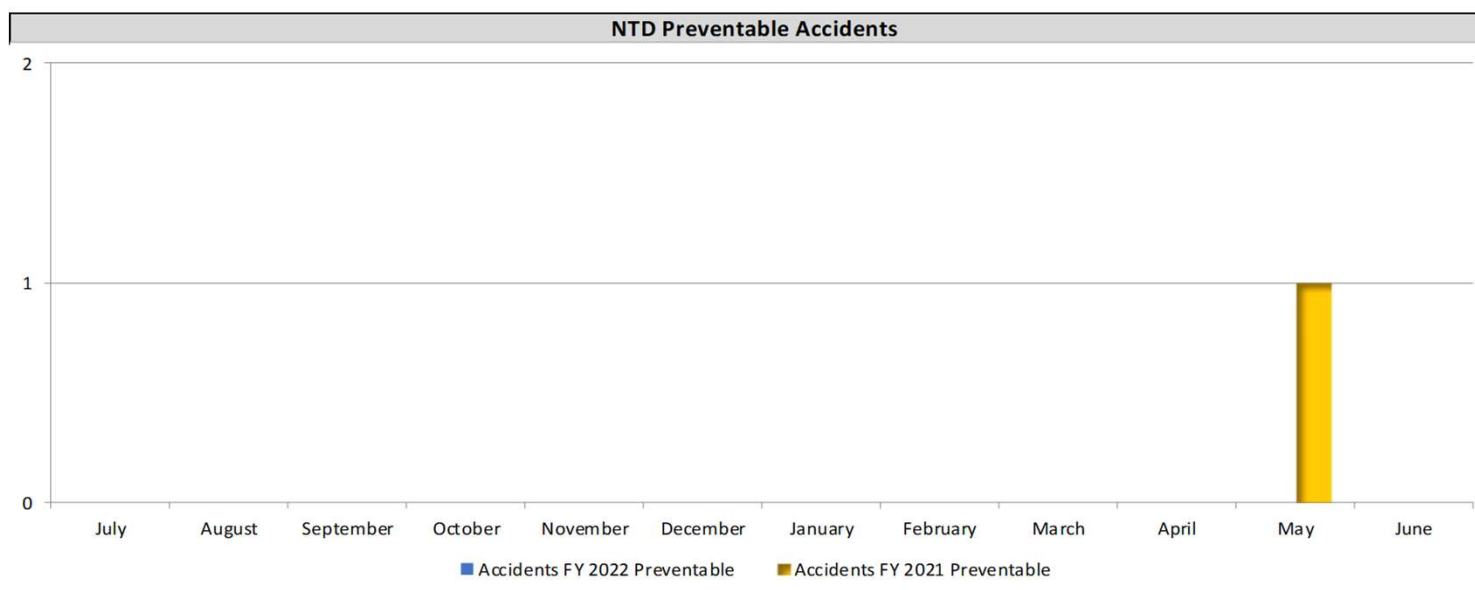 NTD Preventable Accidents
2
1
0
July August September October November December January February March April May June
Accidents FY 2022 Preventable Accidents FY 2021 Preventable